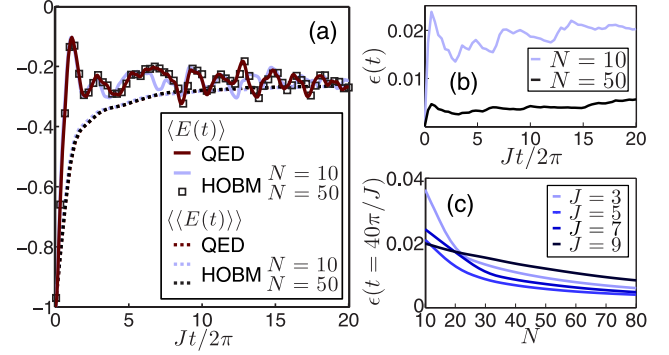 (a)
0
-0.2
-0.4
-0.6
-0.8
-1
⟨E(t)⟩
QED
HOBM N = 10
N = 50
⟨⟨E(t)⟩⟩
QED
HOBM N = 10
N = 50
0 5 10 15 20
Jt/2π
0.02
0.01
0
ϵ(t)
(b)
N = 10
N = 50
0 5 10 15 20
Jt/2π
0.04
0.02
0
ϵ(t = 40π/J)
(c)
J = 3
J = 5
J = 7
J = 9
10 20 30 40 50 60 70 80
N